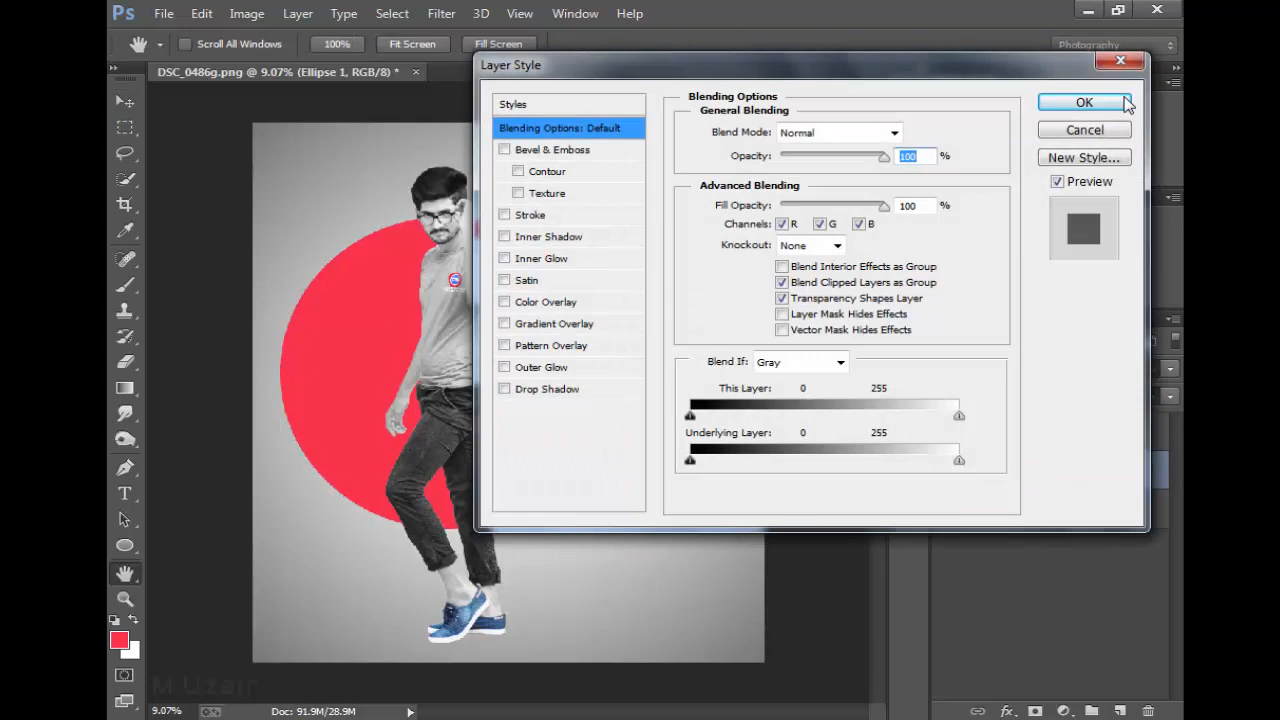 Ps File Edit Image Layer Type Select Filter 3D View Window Help
Scroll All Windows 100% Fit Screen Fill Screen Photography
DSC_0486g.png @ 9.07% (Ellipse 1, RGB/8) * ×
Layer Style
Styles
Blending Options: Default
Bevel & Emboss
Contour
Texture
Stroke
Inner Shadow
Inner Glow
Satin
Color Overlay
Gradient Overlay
Pattern Overlay
Outer Glow
Drop Shadow
Blending Options
General Blending
Blend Mode: Normal
Opacity: 100 %
Advanced Blending
Fill Opacity: 100 %
Channels: R G B
Knockout: None
Blend Interior Effects as Group
Blend Clipped Layers as Group
Transparency Shapes Layer
Layer Mask Hides Effects
Vector Mask Hides Effects
Blend If: Gray
This Layer: 0 255
Underlying Layer: 0 255
OK
Cancel
New Style...
Preview
M Uzair
9.07% Doc: 91.9M/28.9M
fx